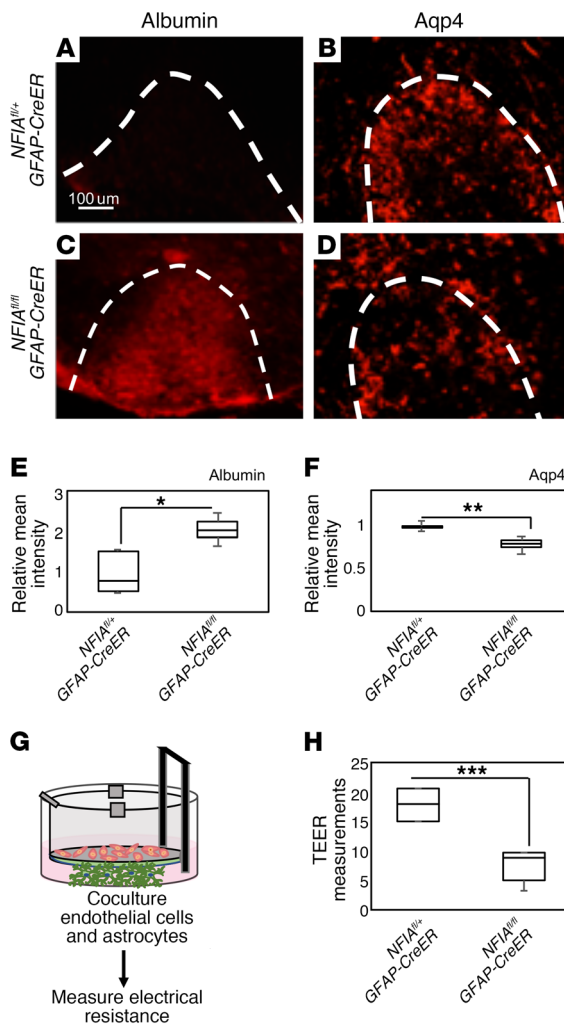 Albumin
Aqp4
NFIAfl/+
GFAP-CreER
A
100 um
B
NFIAfl/fl
GFAP-CreER
C
D
E
Albumin
Relative mean
intensity
3
2
1
0
*
NFIAfl/+
GFAP-CreER
NFIAfl/fl
GFAP-CreER
F
Aqp4
Relative mean
intensity
1
0.5
0
**
NFIAfl/+
GFAP-CreER
NFIAfl/fl
GFAP-CreER
G
Coculture
endothelial cells
and astrocytes
Measure electrical
resistance
H
TEER
measurements
25
20
15
10
5
0
***
NFIAfl/+
GFAP-CreER
NFIAfl/fl
GFAP-CreER